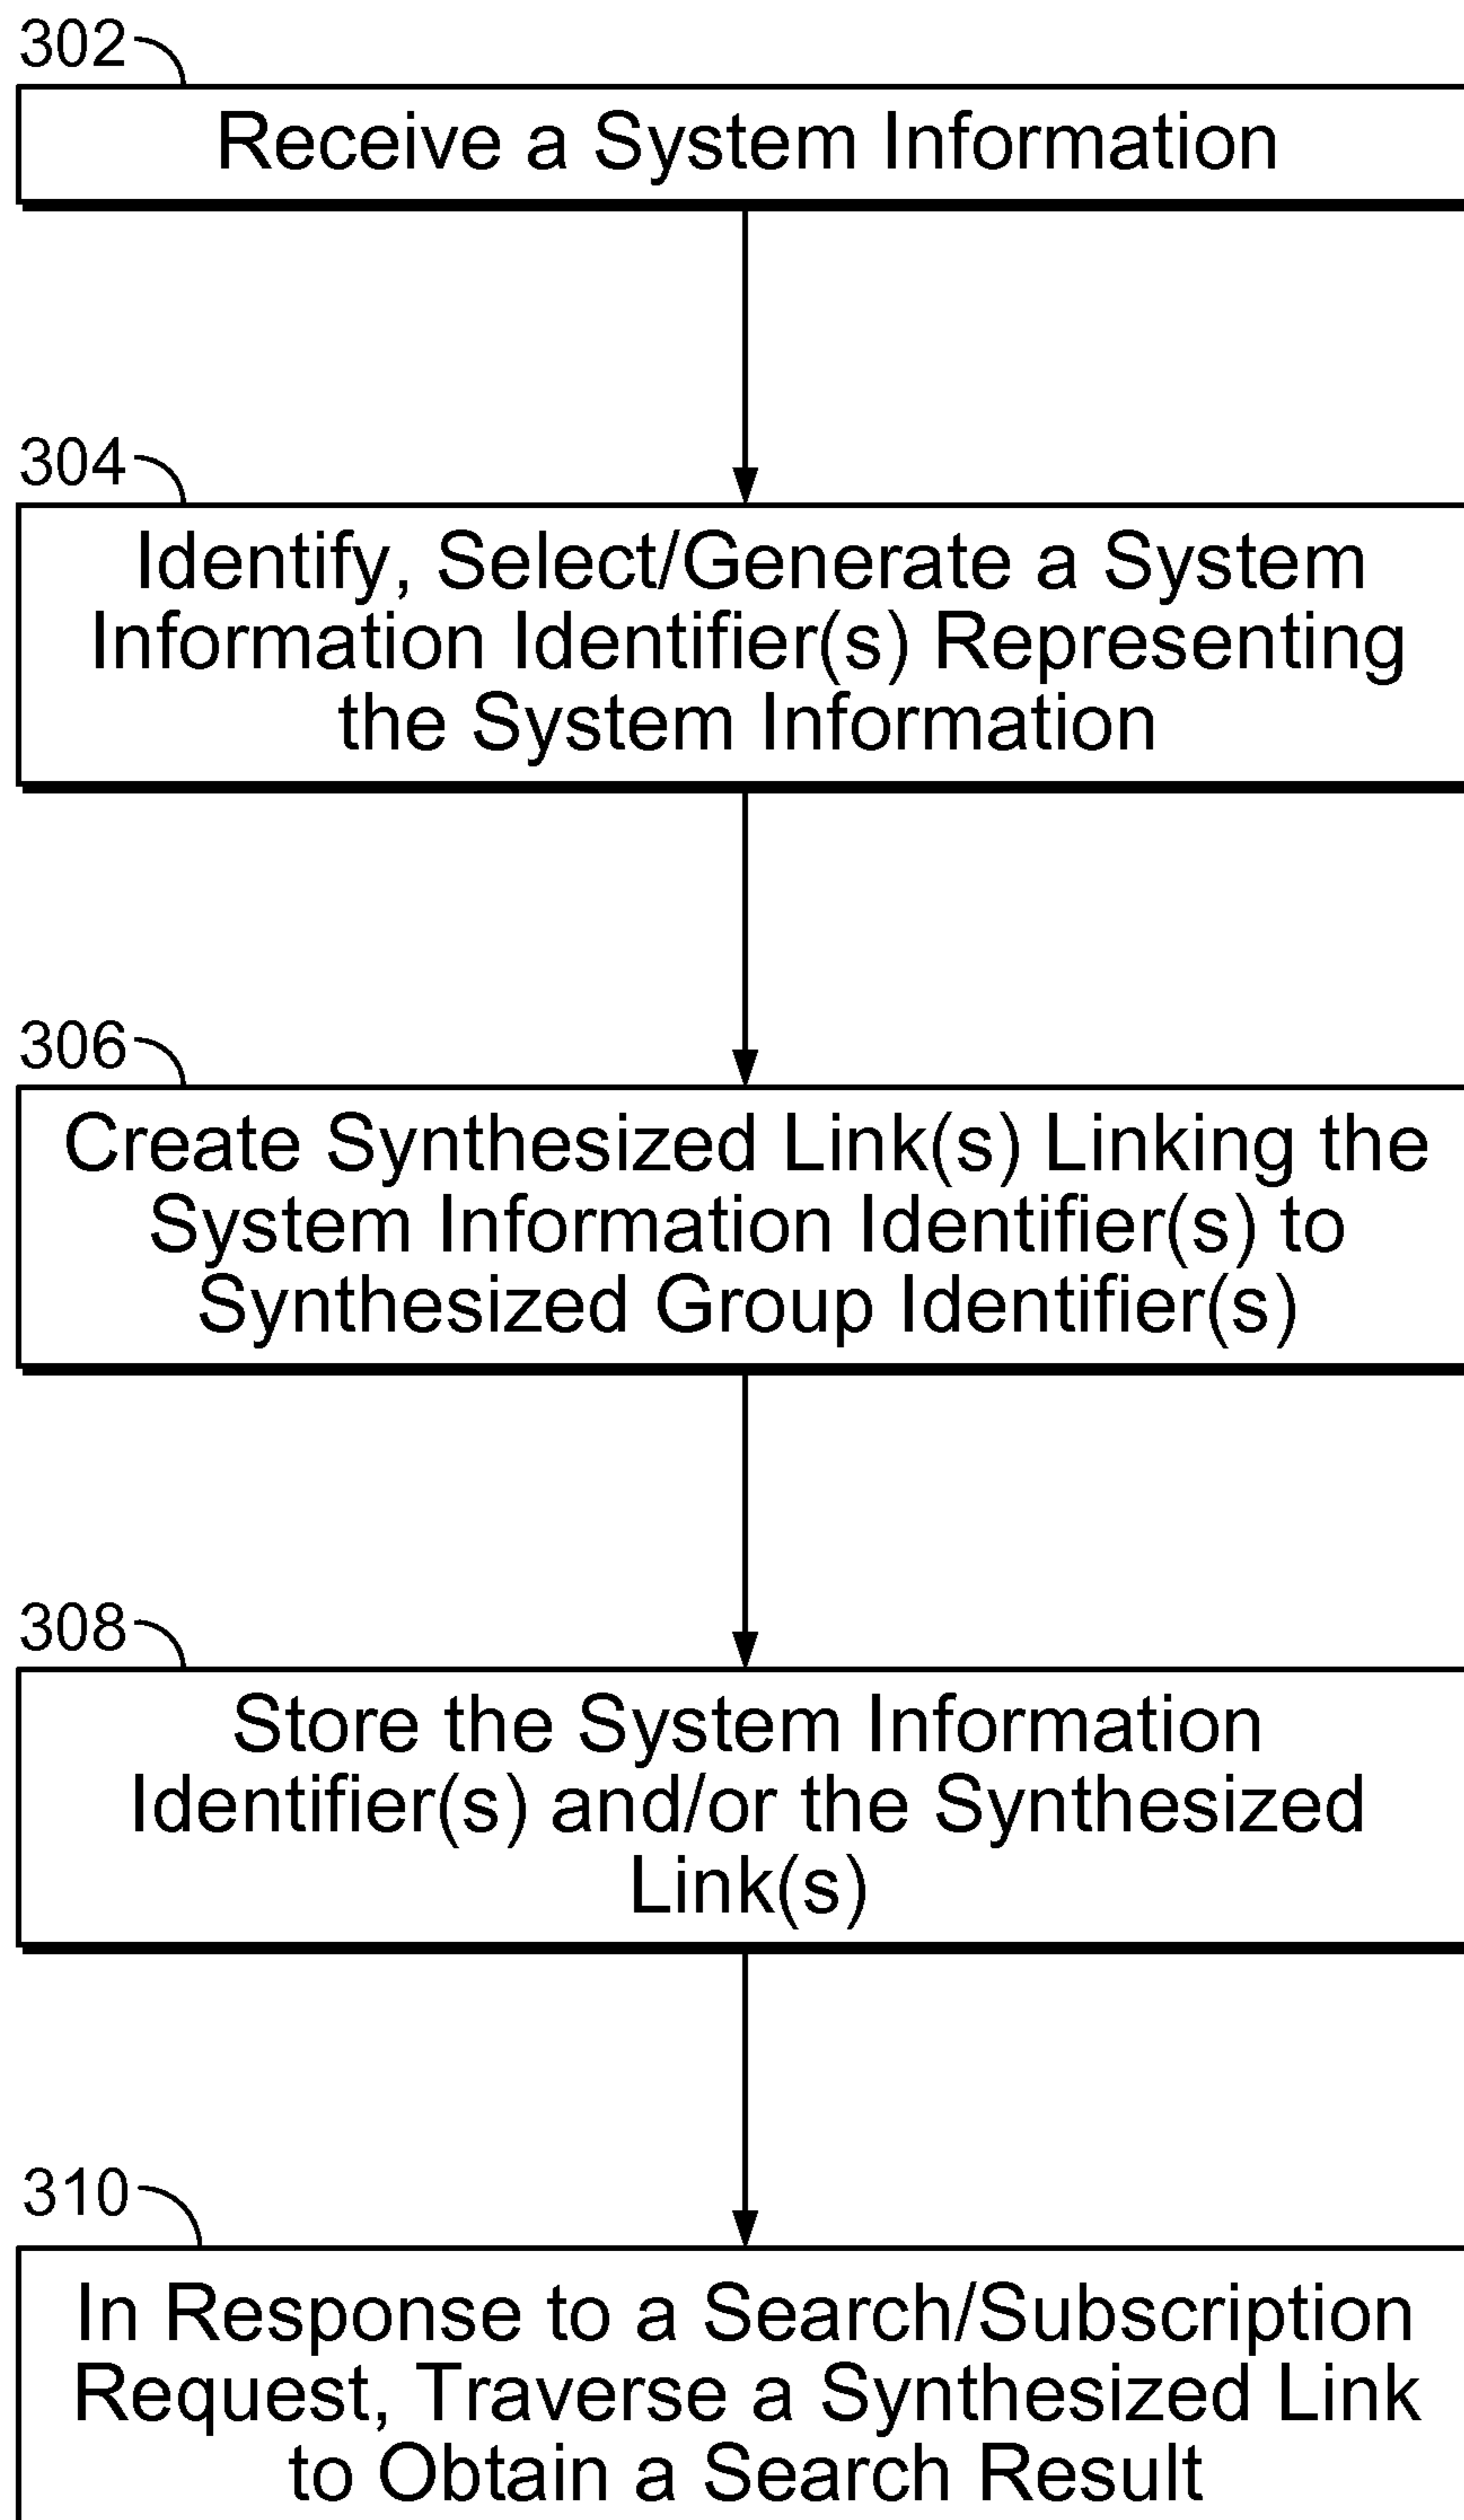 302
Receive a System Information
304
Identify, Select/Generate a System
Information Identifier(s) Representing
the System Information
306
Create Synthesized Link(s) Linking the
System Information Identifier(s) to
Synthesized Group Identifier(s)
308
Store the System Information
Identifier(s) and/or the Synthesized
Link(s)
310
In Response to a Search/Subscription
Request, Traverse a Synthesized Link
to Obtain a Search Result